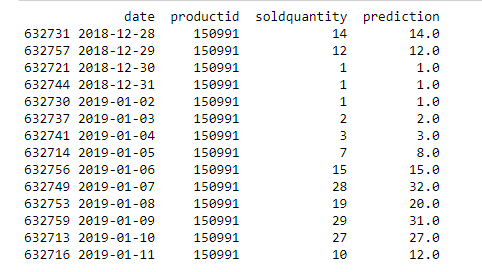 date productid soldquantity prediction
632731 2018-12-28 150991 14 14.0
632757 2018-12-29 150991 12 12.0
632721 2018-12-30 150991 1 1.0
632744 2018-12-31 150991 1 1.0
632730 2019-01-02 150991 1 1.0
632737 2019-01-03 150991 2 2.0
632741 2019-01-04 150991 3 3.0
632714 2019-01-05 150991 7 8.0
632756 2019-01-06 150991 15 15.0
632749 2019-01-07 150991 28 32.0
632753 2019-01-08 150991 19 20.0
632759 2019-01-09 150991 29 31.0
632713 2019-01-10 150991 27 27.0
632716 2019-01-11 150991 10 12.0